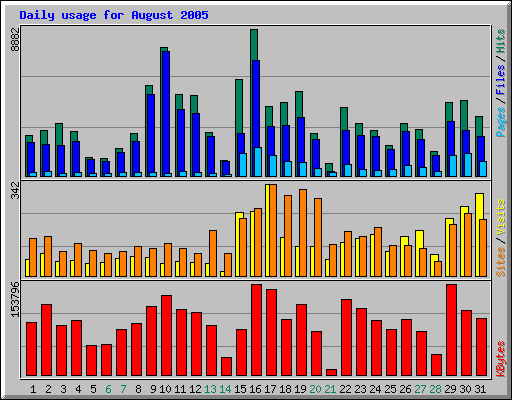 Daily usage for August 2005
8882
Pages / Files / Hits
342
Sites / Visits
153796
KBytes
1 2 3 4 5 6 7 8 9 10 11 12 13 14 15 16 17 18 19 20 21 22 23 24 25 26 27 28 29 30 31